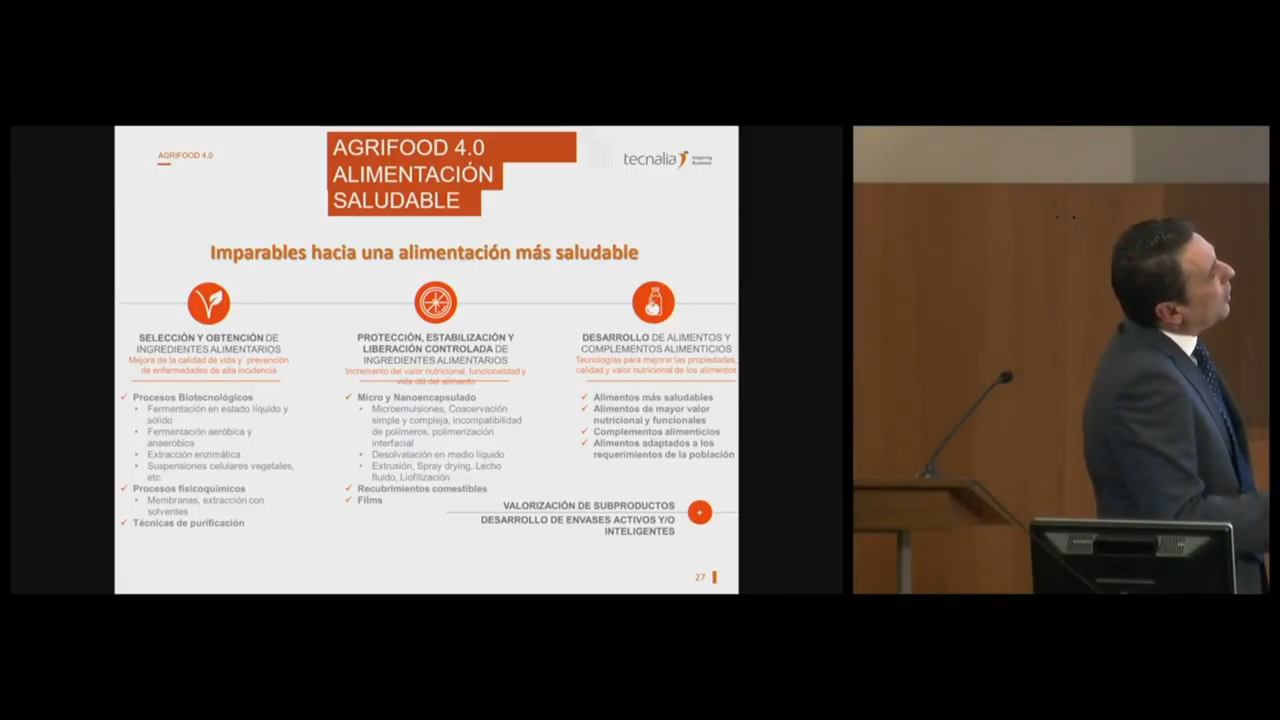 AGRIFOOD 4.0
AGRIFOOD 4.0
ALIMENTACIÓN
SALUDABLE
tecnalia Inspiring
Business
Imparables hacia una alimentación más saludable
SELECCIÓN Y OBTENCIÓN DE
INGREDIENTES ALIMENTARIOS
Mejora de la calidad de vida y prevención
de enfermedades de alta incidencia
✓ Procesos Biotecnológicos
• Fermentación en estado líquido y
sólido
• Fermentación aeróbica y
anaeróbica
• Extracción enzimática
• Suspensiones celulares vegetales,
etc.
✓ Procesos fisicoquimicos
• Membranas, extracción con
solventes
✓ Técnicas de purificación
PROTECCIÓN, ESTABILIZACIÓN Y
LIBERACIÓN CONTROLADA DE
INGREDIENTES ALIMENTARIOS
Incremento del valor nutricional, funcionalidad y
vida útil del alimento
✓ Micro y Nanoencapsulado
• Microemulsiones, Coacervación
simple y compleja, incompatibilidad
de polímeros, polimerización
interfacial
• Desolvatación en medio líquido
• Extrusión, Spray drying, Lecho
fluido, Liofilización
✓ Recubrimientos comestibles
✓ Films
DESARROLLO DE ALIMENTOS Y
COMPLEMENTOS ALIMENTICIOS
Tecnologías para mejorar las propiedades,
calidad y valor nutricional de los alimentos
✓ Alimentos más saludables
✓ Alimentos de mayor valor
nutricional y funcionales
✓ Complementos alimenticios
✓ Alimentos adaptados a los
requerimientos de la población
VALORIZACIÓN DE SUBPRODUCTOS
DESARROLLO DE ENVASES ACTIVOS Y/O
INTELIGENTES
+
27